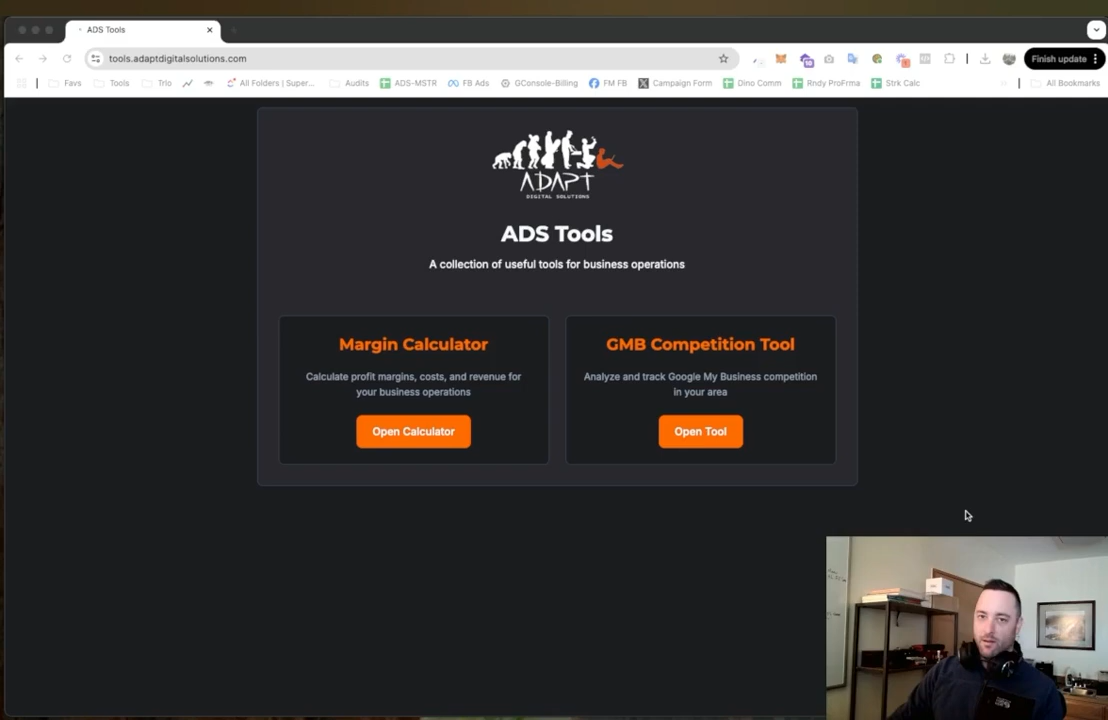 ADS Tools
tools.adaptdigitalsolutions.com
Finish update
Favs
Tools
Trlo
All Folders | Super...
Audits
ADS-MSTR
FB Ads
GConsole-Billing
FM FB
Campaign Form
Dino Comm
Rndy ProFrma
Strk Calc
All Bookmarks
ADAPT
DIGITAL SOLUTIONS
ADS Tools
A collection of useful tools for business operations
Margin Calculator
Calculate profit margins, costs, and revenue for
your business operations
Open Calculator
GMB Competition Tool
Analyze and track Google My Business competition
in your area
Open Tool